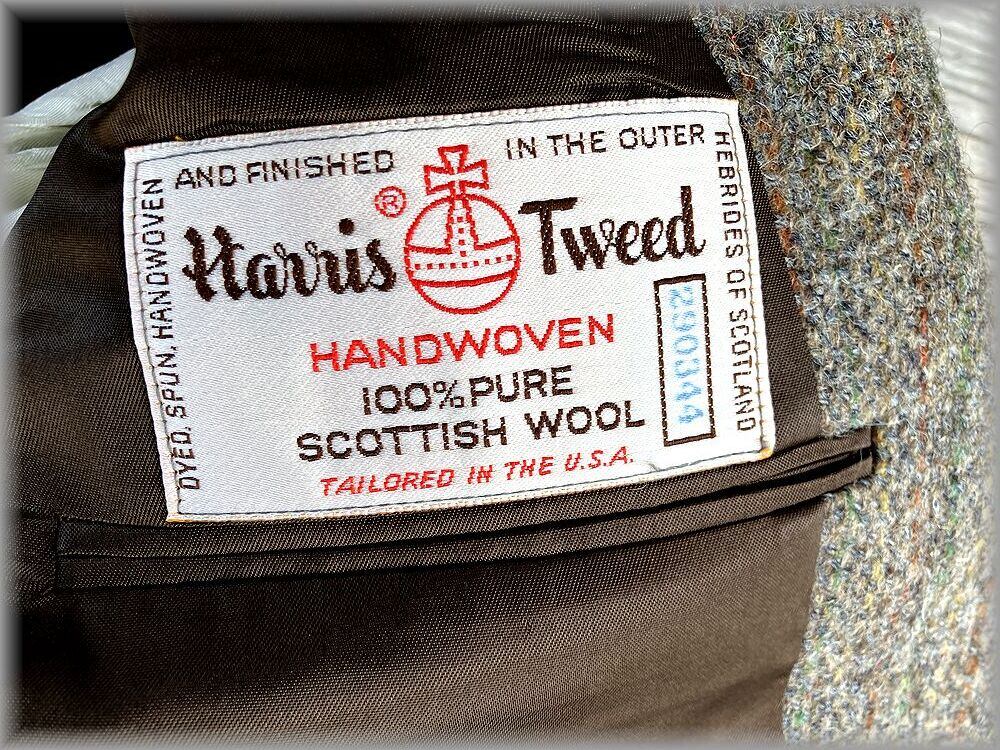 DYED, SPUN, HANDWOVEN
AND FINISHED
IN THE OUTER
HEBRIDES OF SCOTLAND
Harris ® Tweed
HANDWOVEN
100% PURE
SCOTTISH WOOL
TAILORED IN THE U.S.A.
2903444